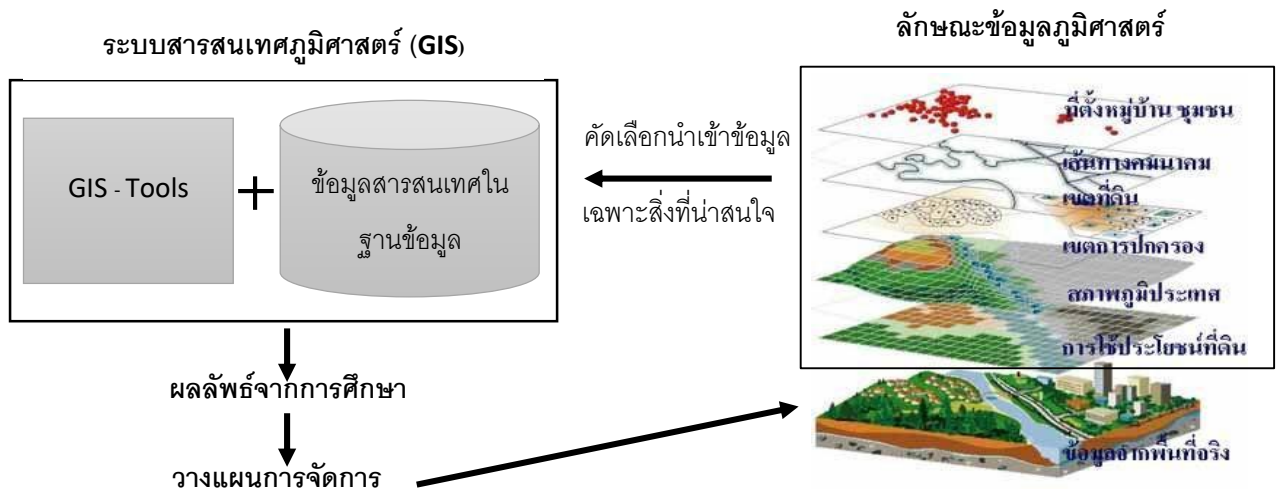 ระบบสารสนเทศภูมิศาสตร์ (GIS)
GIS - Tools
+
ข้อมูลสารสนเทศใน
ฐานข้อมูล
คัดเลือกนำเข้าข้อมูล
เฉพาะสิ่งที่น่าสนใจ
ลักษณะข้อมูลภูมิศาสตร์
ที่ตั้งหมู่บ้าน ชุมชน
เส้นทางคมนาคม
เขตที่ดิน
เขตการปกครอง
สภาพภูมิประเทศ
การใช้ประโยชน์ที่ดิน
ข้อมูลจากพื้นที่จริง
ผลลัพธ์จากการศึกษา
วางแผนการจัดการ